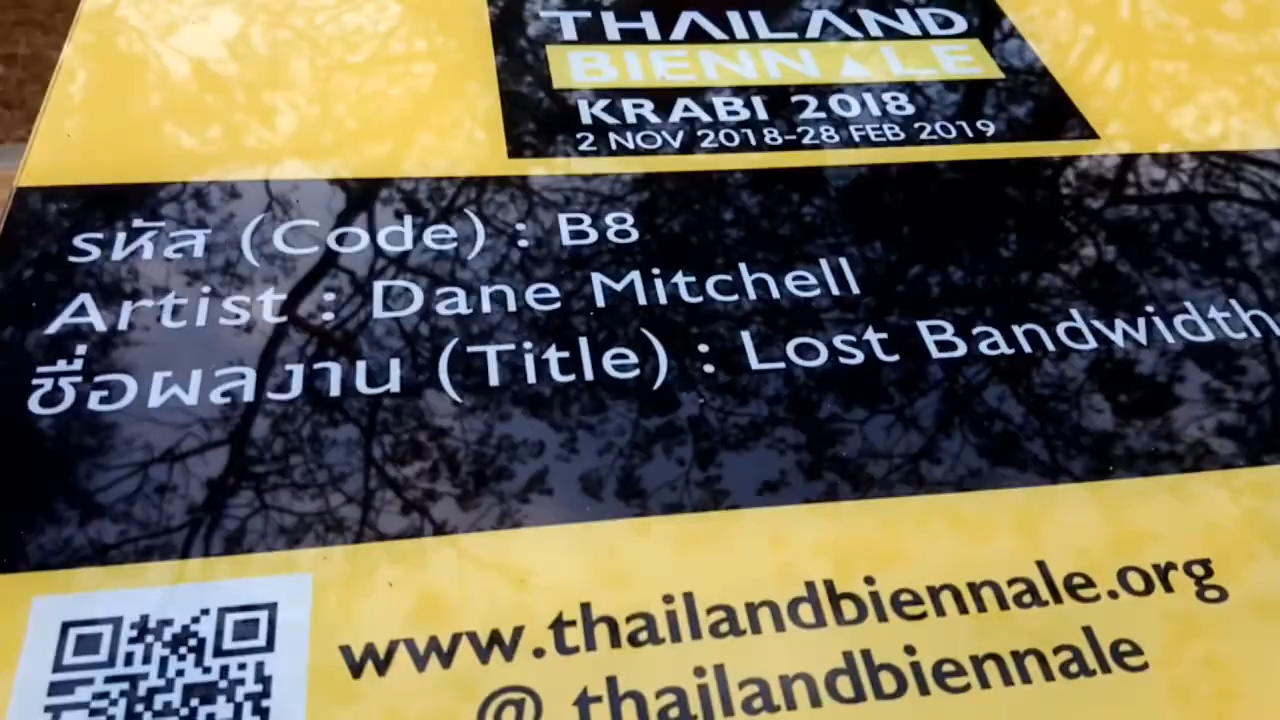 THAILAND
BIENNALE
KRABI 2018
2 NOV 2018-28 FEB 2019
รหัส (Code) : B8
Artist : Dane Mitchell
ชื่อผลงาน (Title) : Lost Bandwidth
www.thailandbiennale.org
@ thailandbiennale